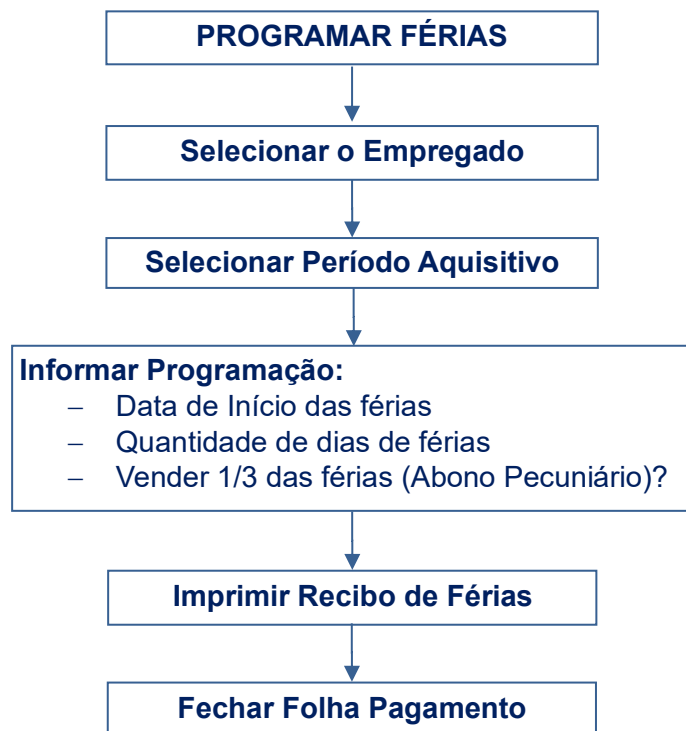 PROGRAMAR FÉRIAS
Selecionar o Empregado
Selecionar Período Aquisitivo
Informar Programação:
– Data de Início das férias
– Quantidade de dias de férias
– Vender 1/3 das férias (Abono Pecuniário)?
Imprimir Recibo de Férias
Fechar Folha Pagamento